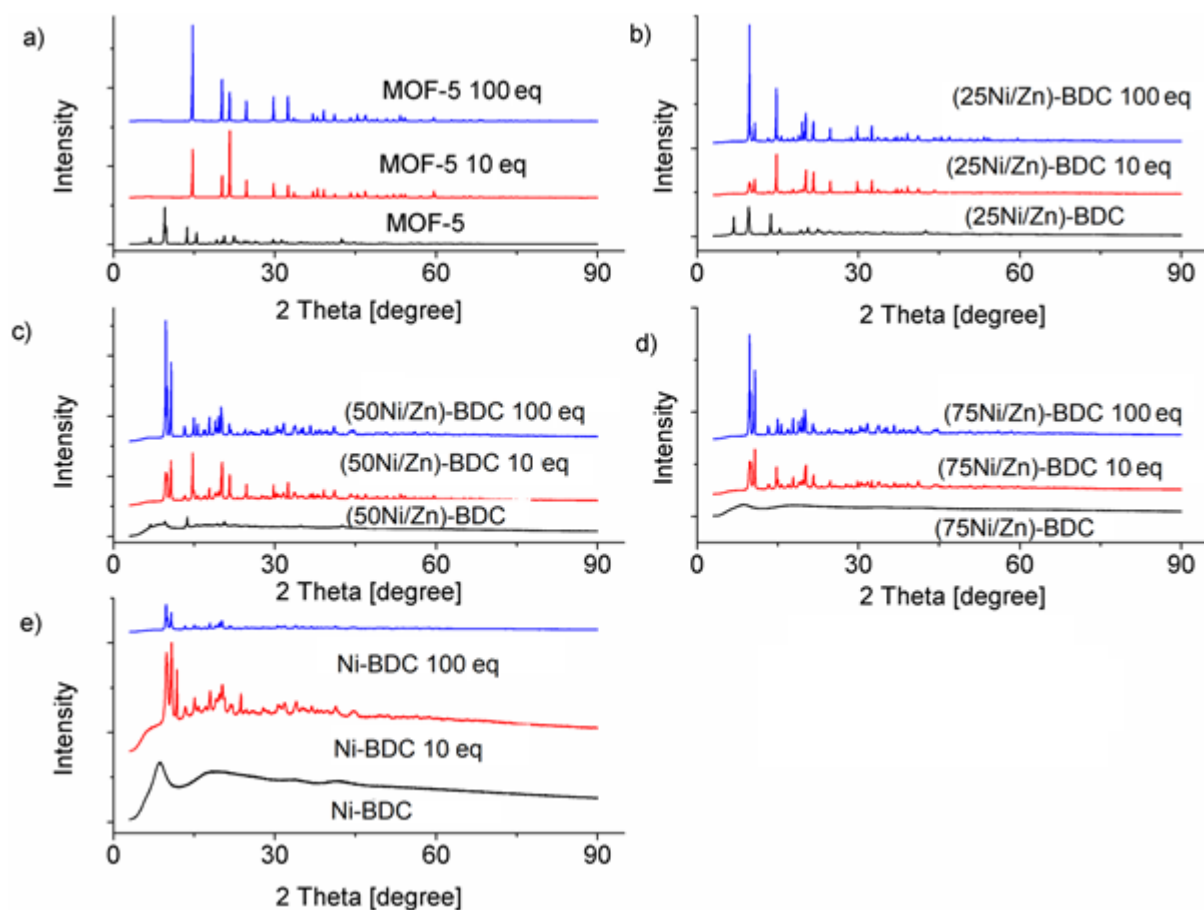 a)
MOF-5 100 eq
MOF-5 10 eq
MOF-5
Intensity
0 30 60 90
2 Theta [degree]
b)
(25Ni/Zn)-BDC 100 eq
(25Ni/Zn)-BDC 10 eq
(25Ni/Zn)-BDC
Intensity
0 30 60 90
2 Theta [degree]
c)
(50Ni/Zn)-BDC 100 eq
(50Ni/Zn)-BDC 10 eq
(50Ni/Zn)-BDC
Intensity
0 30 60 90
2 Theta [degree]
d)
(75Ni/Zn)-BDC 100 eq
(75Ni/Zn)-BDC 10 eq
(75Ni/Zn)-BDC
Intensity
0 30 60 90
2 Theta [degree]
e)
Ni-BDC 100 eq
Ni-BDC 10 eq
Ni-BDC
Intensity
0 30 60 90
2 Theta [degree]